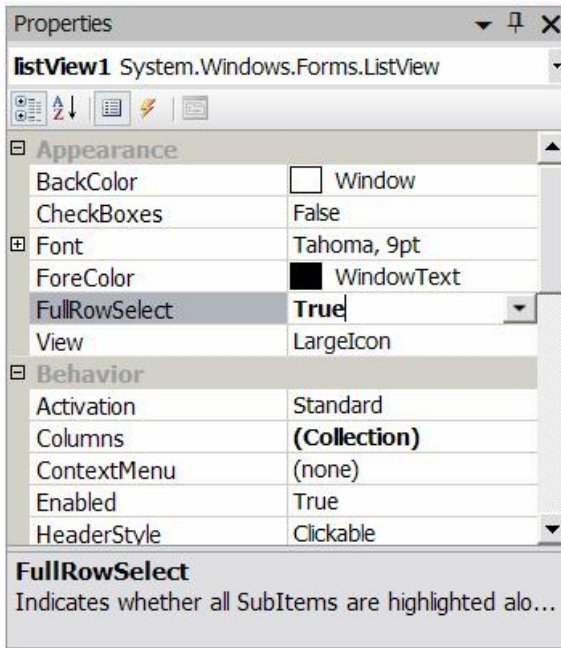 Properties
listView1 System.Windows.Forms.ListView
Appearance
BackColor Window
CheckBoxes False
Font Tahoma, 9pt
ForeColor WindowText
FullRowSelect True
View LargeIcon
Behavior
Activation Standard
Columns (Collection)
ContextMenu (none)
Enabled True
HeaderStyle Clickable
FullRowSelect
Indicates whether all SubItems are highlighted alo...